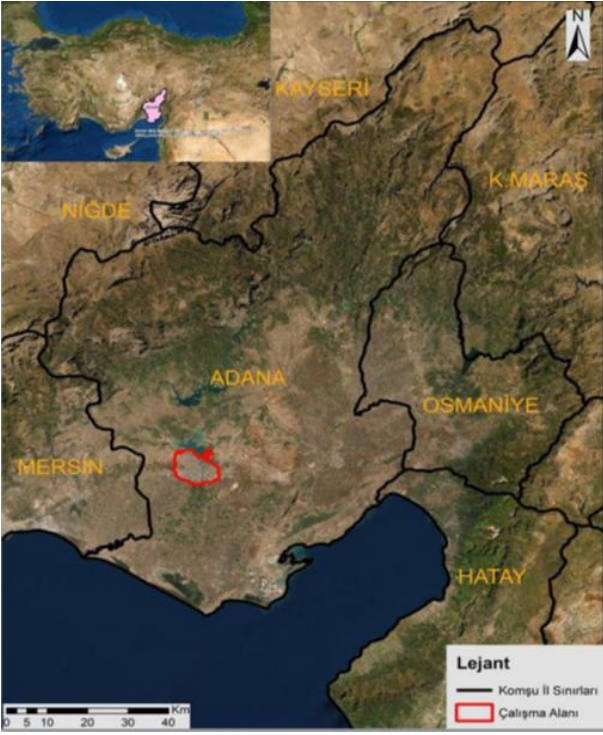 N
KAYSERİ
K.MARAŞ
NİĞDE
ADANA
OSMANİYE
MERSİN
HATAY
Lejant
Komşu İl Sınırları
Çalışma Alanı
Km
0 5 10 20 30 40